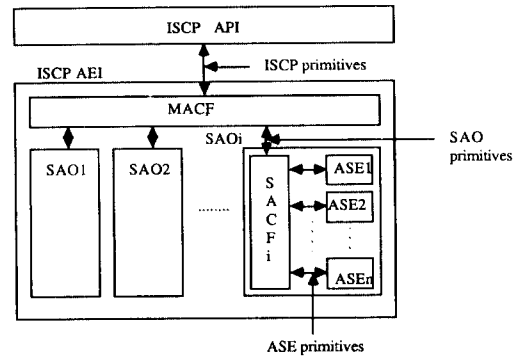 ISCP API
ISCP primitives
ISCP AEI
MACF
SAOi
SAO
primitives
SAO1
SAO2
........
S
A
C
F
i
ASE1
ASE2
ASEn
ASE primitives